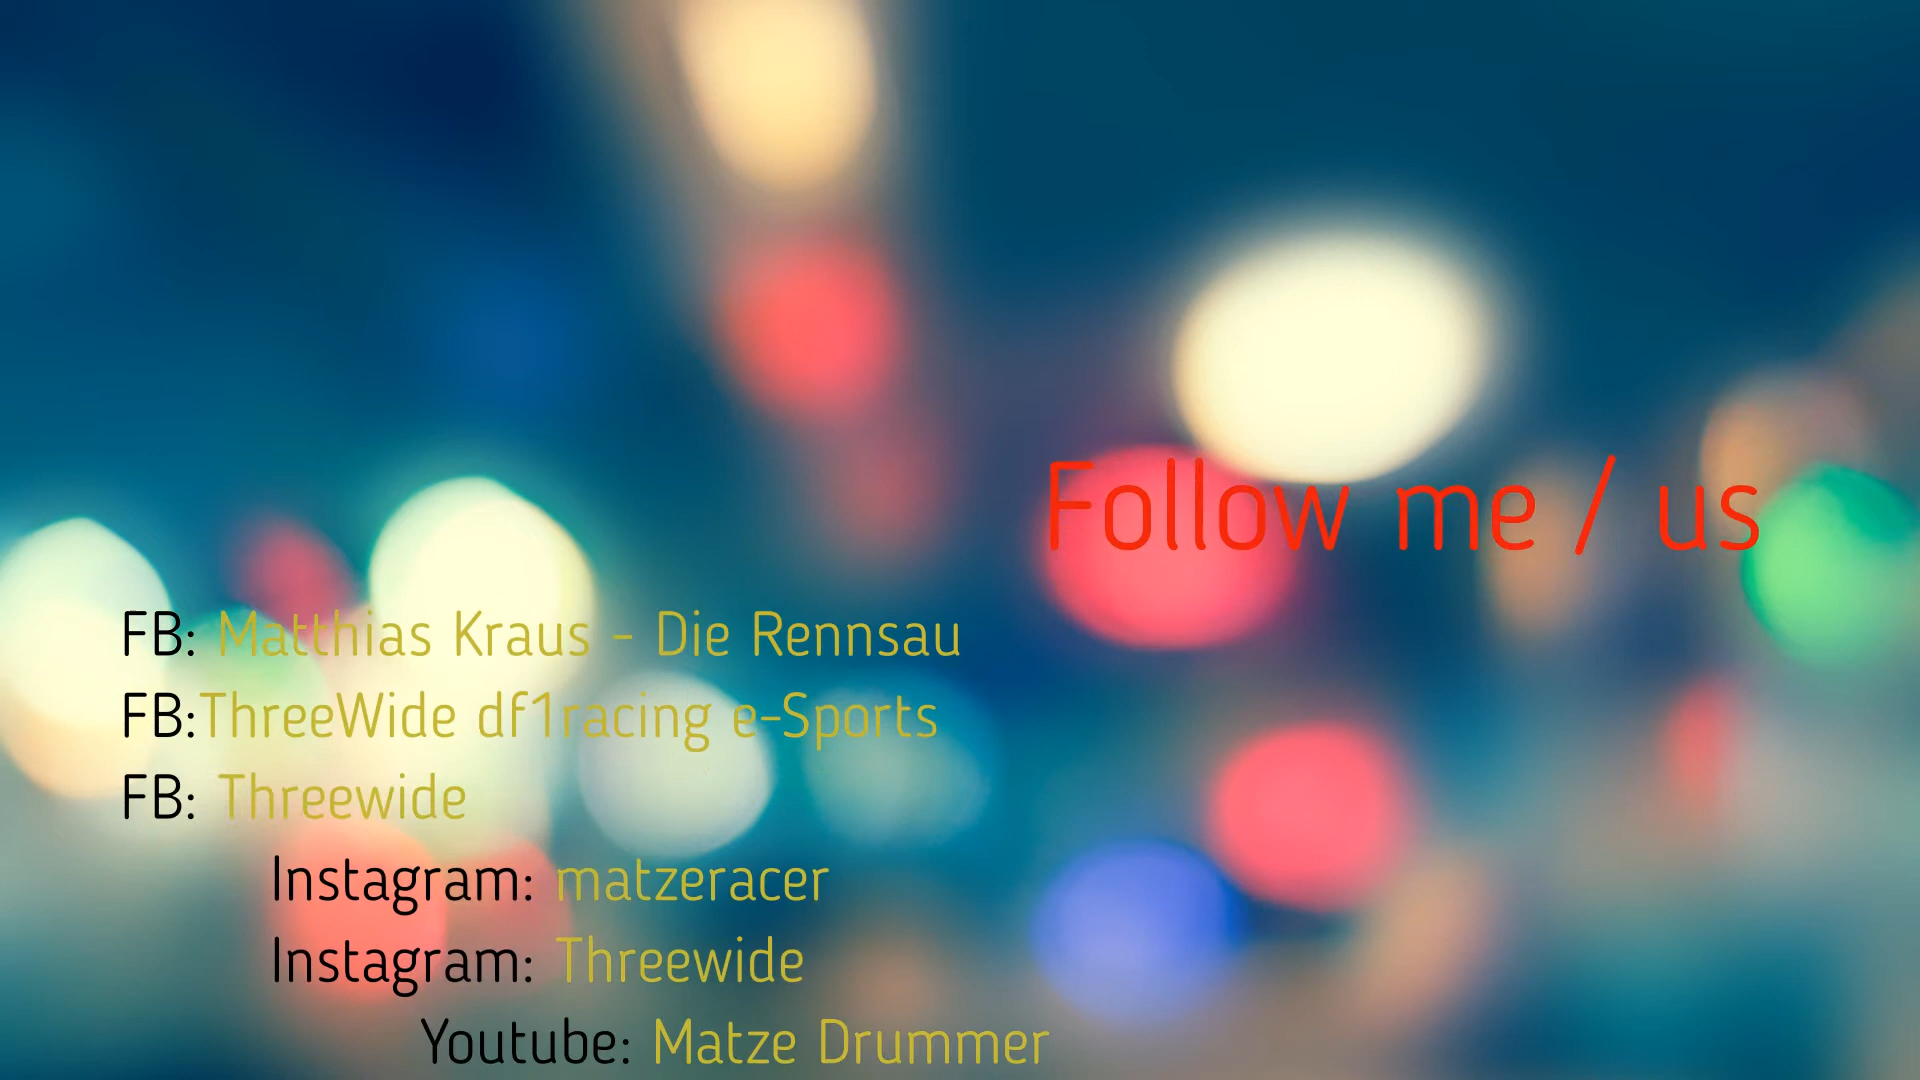 Follow me / us
FB: Matthias Kraus - Die Rennsau
FB:ThreeWide df1racing e-Sports
FB: Threewide
Instagram: matzeracer
Instagram: Threewide
Youtube: Matze Drummer